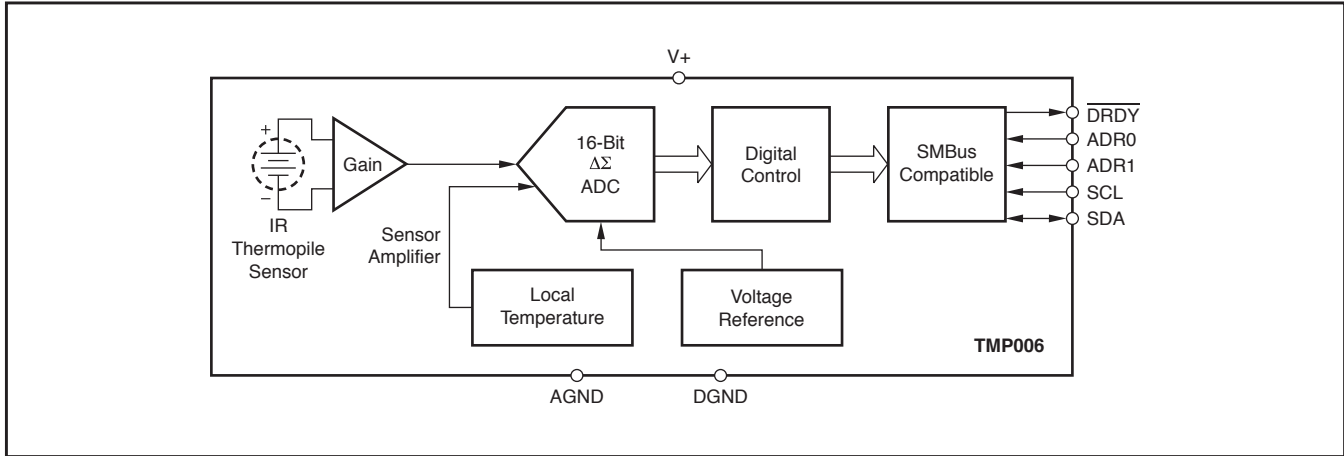 V+
+
−
Gain
IR
Thermopile
Sensor
Sensor
Amplifier
16-Bit
ΔΣ
ADC
Digital
Control
SMBus
Compatible
DRDY
ADR0
ADR1
SCL
SDA
Local
Temperature
Voltage
Reference
TMP006
AGND
DGND